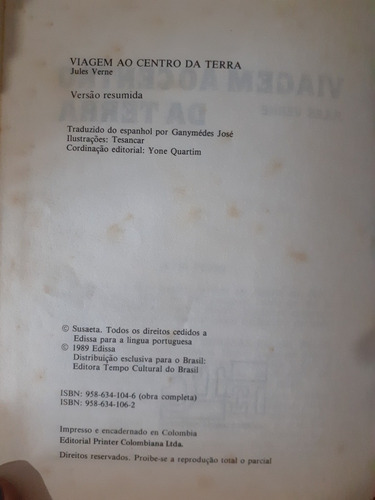 VIAGEM AO CENTRO DA TERRA
Jules Verne
Versão resumida
Traduzido do espanhol por Ganymédes José
Ilustrações: Tesancar
Cordinação editorial: Yone Quartim
© Susaeta. Todos os direitos cedidos a
Edissa para a lingua portuguesa
© 1989 Edissa
Distribuição exclusiva para o Brasil:
Editora Tempo Cultural do Brasil
ISBN: 958-634-104-6 (obra completa)
ISBN: 958-634-106-2
Impresso e encadernado en Colombia
Editorial Printer Colombiana Ltda.
Direitos reservados. Proibe-se a reprodução total o parcial